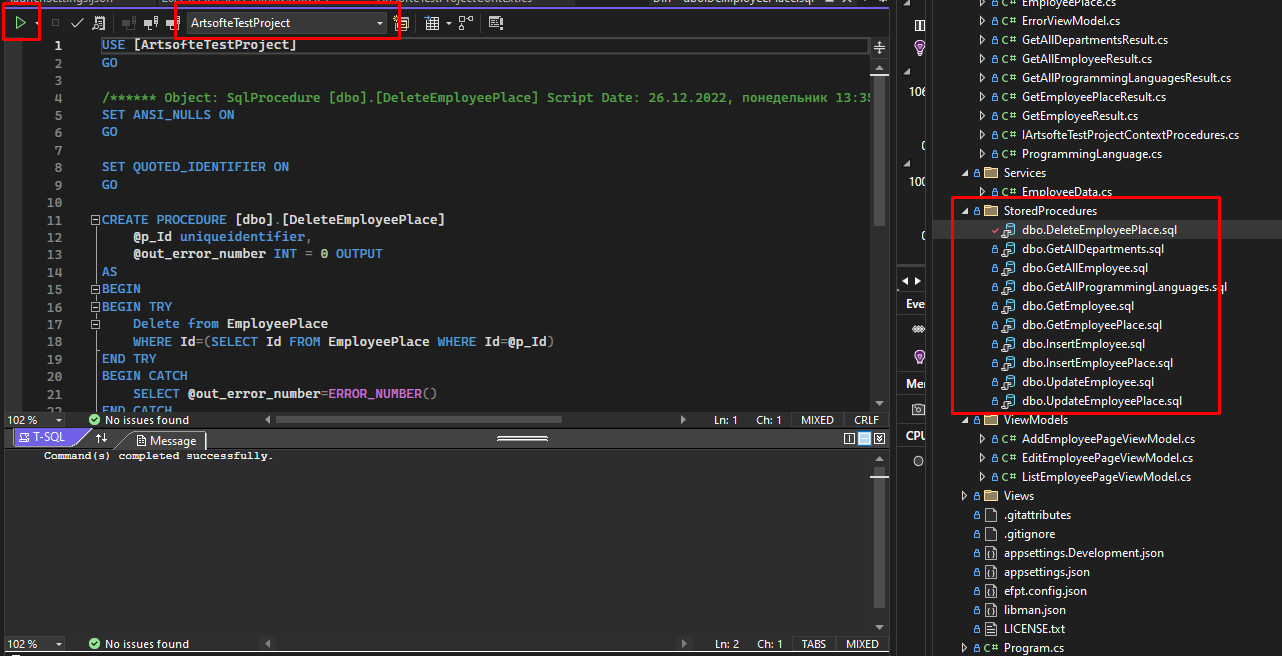 ArtsofteTestProject
1 USE [ArtsofteTestProject]
2 GO
3
4 /****** Object: SqlProcedure [dbo].[DeleteEmployeePlace] Script Date: 26.12.2022, понедельник 13:35
5 SET ANSI_NULLS ON
6 GO
7
8 SET QUOTED_IDENTIFIER ON
9 GO
10
11 CREATE PROCEDURE [dbo].[DeleteEmployeePlace]
12 @p_Id uniqueidentifier,
13 @out_error_number INT = 0 OUTPUT
14 AS
15 BEGIN
16 BEGIN TRY
17 Delete from EmployeePlace
18 WHERE Id=(SELECT Id FROM EmployeePlace WHERE Id=@p_Id)
19 END TRY
20 BEGIN CATCH
21 SELECT @out_error_number=ERROR_NUMBER()
22 END CATCH
102 % No issues found Ln: 1 Ch: 1 MIXED CRLF
T-SQL Message
Command(s) completed successfully.
102 % No issues found Ln: 2 Ch: 1 TABS MIXED
106
0
100
0
Eve
Mer
CPU
C# EmployeePlace.cs
C# ErrorViewModel.cs
C# GetAllDepartmentsResult.cs
C# GetAllEmployeeResult.cs
C# GetAllProgrammingLanguagesResult.cs
C# GetEmployeePlaceResult.cs
C# GetEmployeeResult.cs
C# IArtsofteTestProjectContextProcedures.cs
C# ProgrammingLanguage.cs
Services
C# EmployeeData.cs
StoredProcedures
dbo.DeleteEmployeePlace.sql
dbo.GetAllDepartments.sql
dbo.GetAllEmployee.sql
dbo.GetAllProgrammingLanguages.sql
dbo.GetEmployee.sql
dbo.GetEmployeePlace.sql
dbo.InsertEmployee.sql
dbo.InsertEmployeePlace.sql
dbo.UpdateEmployee.sql
dbo.UpdateEmployeePlace.sql
ViewModels
C# AddEmployeePageViewModel.cs
C# EditEmployeePageViewModel.cs
C# ListEmployeePageViewModel.cs
Views
.gitattributes
.gitignore
appsettings.Development.json
appsettings.json
efpt.config.json
libman.json
LICENSE.txt
C# Program.cs